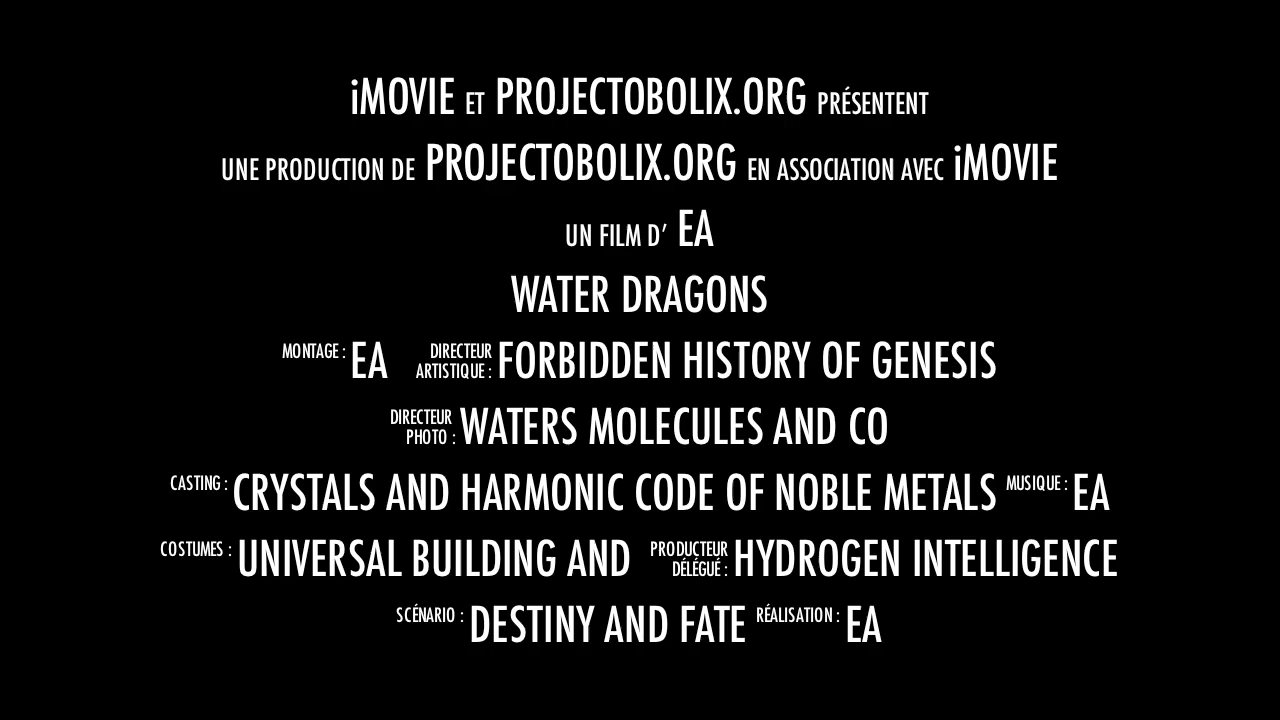 iMOVIE ET PROJECTOBOLIX.ORG PRÉSENTENT
UNE PRODUCTION DE PROJECTOBOLIX.ORG EN ASSOCIATION AVEC iMOVIE
UN FILM D’ EA
WATER DRAGONS
MONTAGE : EA DIRECTEUR ARTISTIQUE : FORBIDDEN HISTORY OF GENESIS
DIRECTEUR PHOTO : WATERS MOLECULES AND CO
CASTING : CRYSTALS AND HARMONIC CODE OF NOBLE METALS MUSIQUE : EA
COSTUMES : UNIVERSAL BUILDING AND PRODUCTEUR DÉLÉGUÉ : HYDROGEN INTELLIGENCE
SCÉNARIO : DESTINY AND FATE RÉALISATION : EA